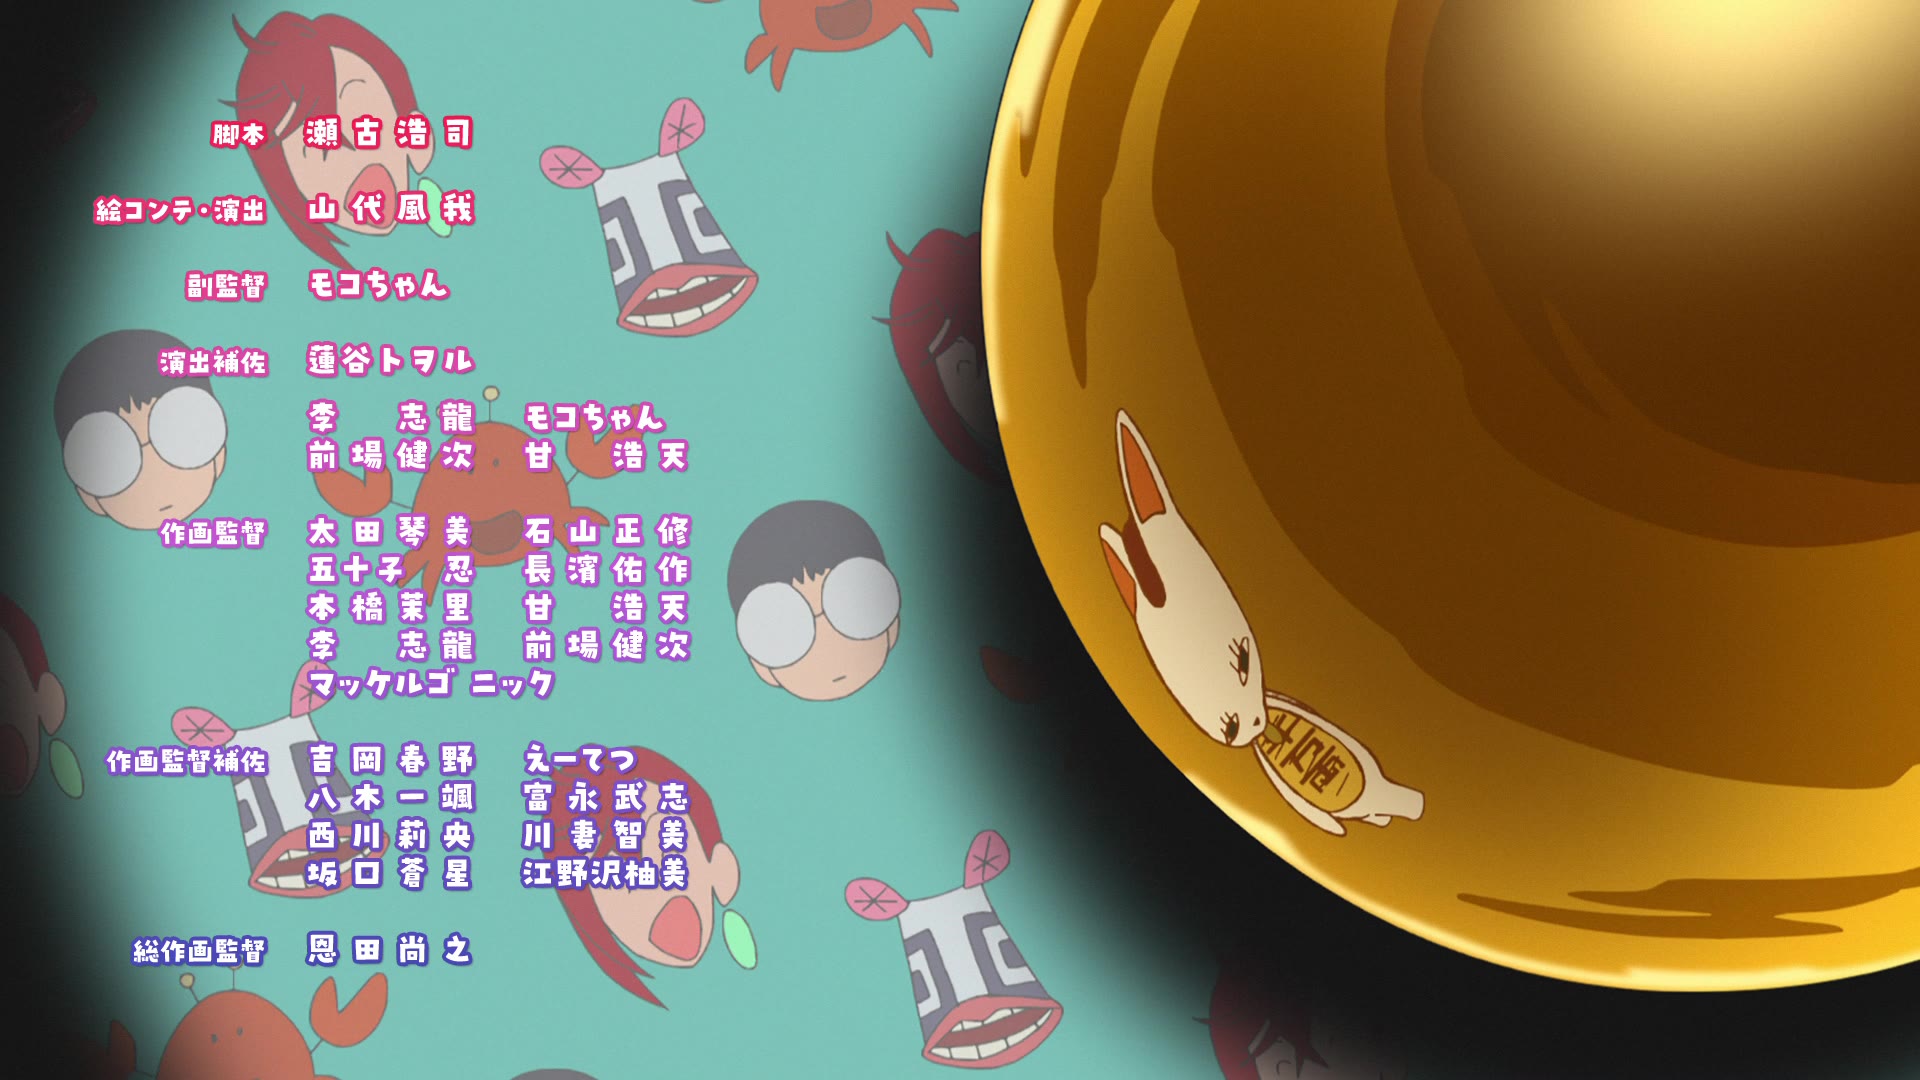 脚本 瀬古浩司
絵コンテ・演出 山代風我
副監督 モコちゃん
演出補佐 蓮谷トヲル
李 志龍 モコちゃん
前場健次 甘 浩天
作画監督 太田琴美 石山正修
五十子 忍 長濱佑作
本橋茉里 甘 浩天
李 志龍 前場健次
マッケルゴ ニック
作画監督補佐 吉岡春野 えーてつ
八木一颯 富永武志
西川莉央 川妻智美
坂口蒼星 江野沢柚美
総作画監督 恩田尚之